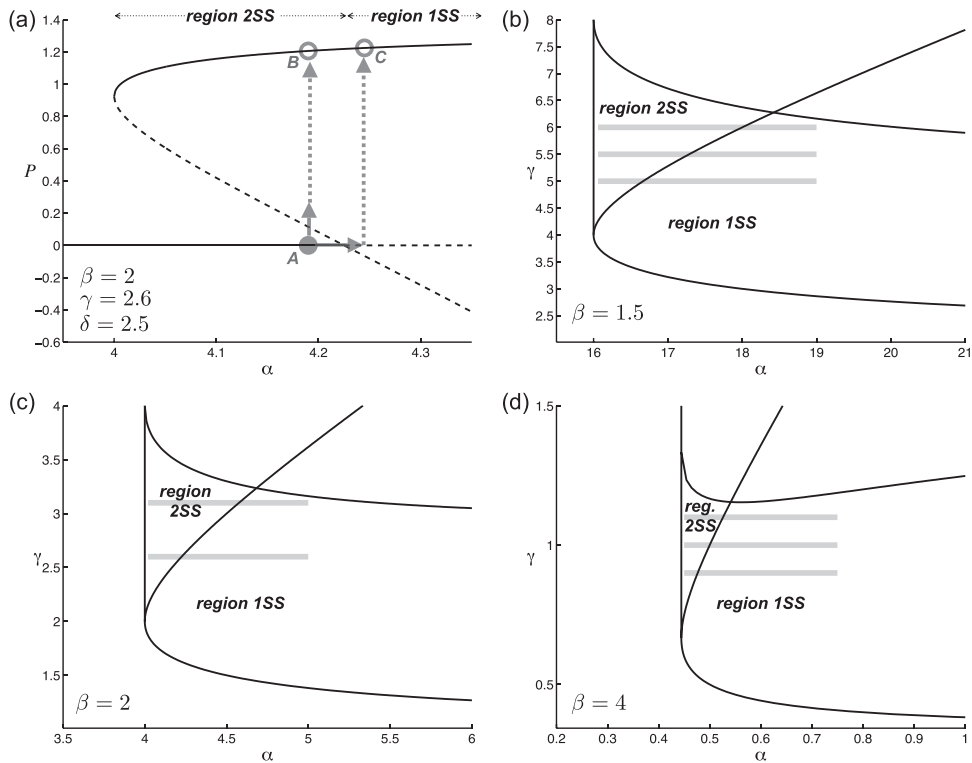 (a)
region 2SS
region 1SS
1.4
1.2
1
0.8
0.6
0.4
0.2
0
−0.2
−0.4
−0.6
P
B
C
A
β = 2
γ = 2.6
δ = 2.5
4
4.1
4.2
4.3
α
(b)
8
7.5
7
6.5
6
5.5
5
4.5
4
3.5
3
2.5
γ
region 2SS
region 1SS
β = 1.5
16
17
18
19
20
21
α
(c)
4
3.5
3
2.5
2
1.5
γ
region
2SS
region 1SS
β = 2
3.5
4
4.5
5
5.5
6
α
(d)
1.5
1
0.5
γ
reg.
2SS
region 1SS
β = 4
0.2
0.3
0.4
0.5
0.6
0.7
0.8
0.9
1
α